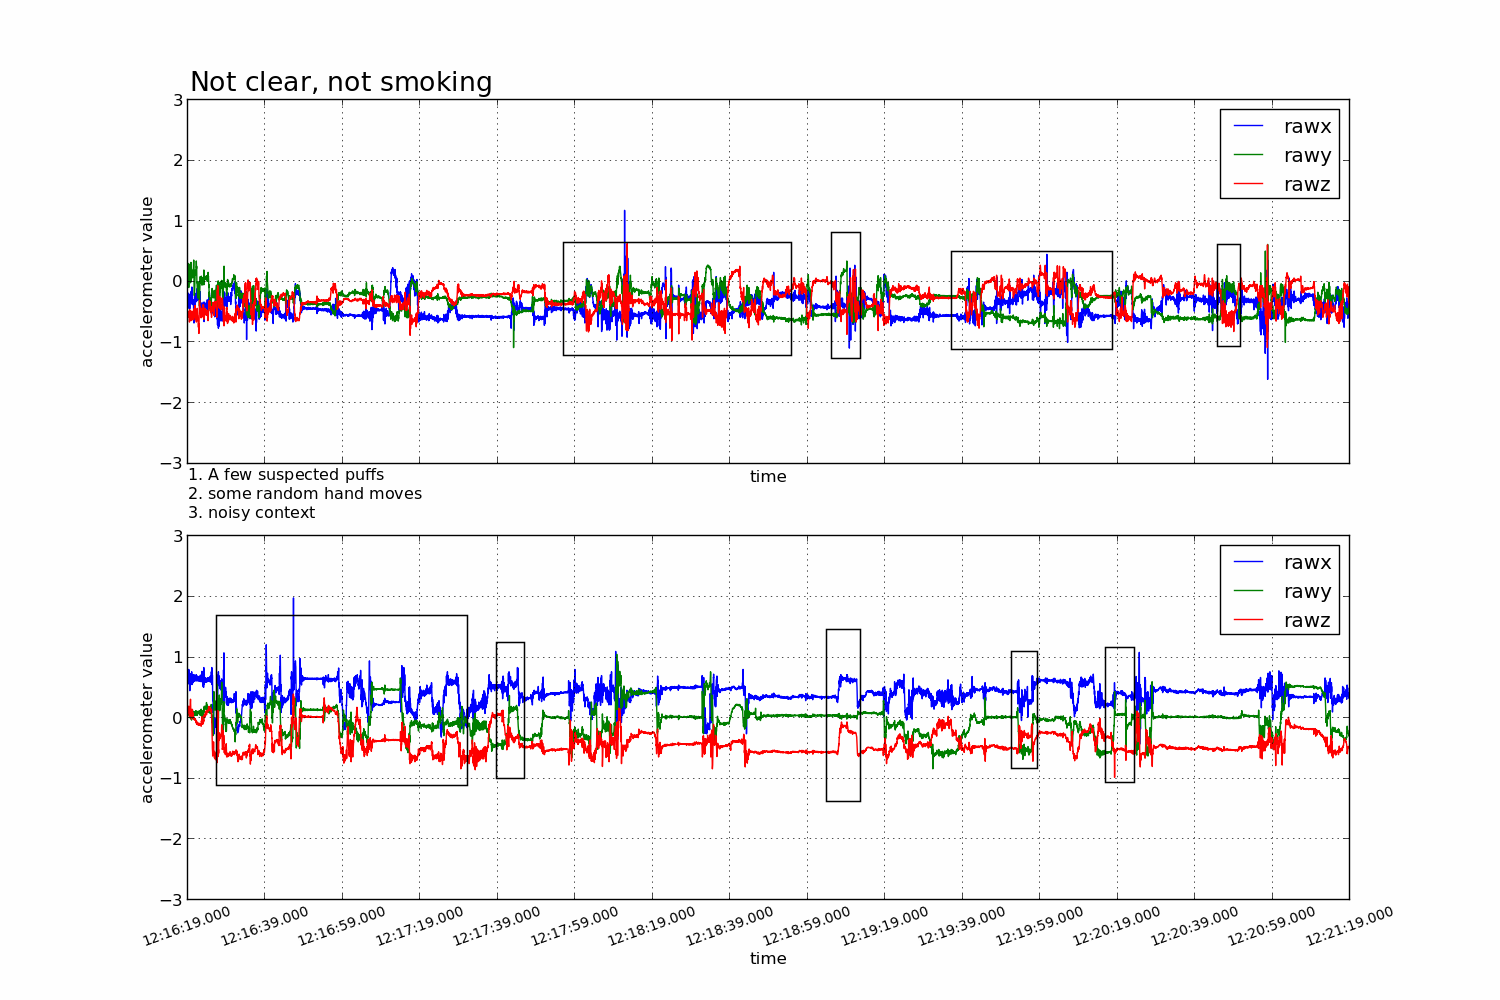 Not clear, not smoking
3
2
1
0
−1
−2
−3
accelerometer value
rawx
rawy
rawz
time
1. A few suspected puffs
2. some random hand moves
3. noisy context
3
2
1
0
−1
−2
−3
accelerometer value
rawx
rawy
rawz
12:16:19.000 12:16:39.000 12:16:59.000 12:17:19.000 12:17:39.000 12:17:59.000 12:18:19.000 12:18:39.000 12:18:59.000 12:19:19.000 12:19:39.000 12:19:59.000 12:20:19.000 12:20:39.000 12:20:59.000 12:21:19.000
time